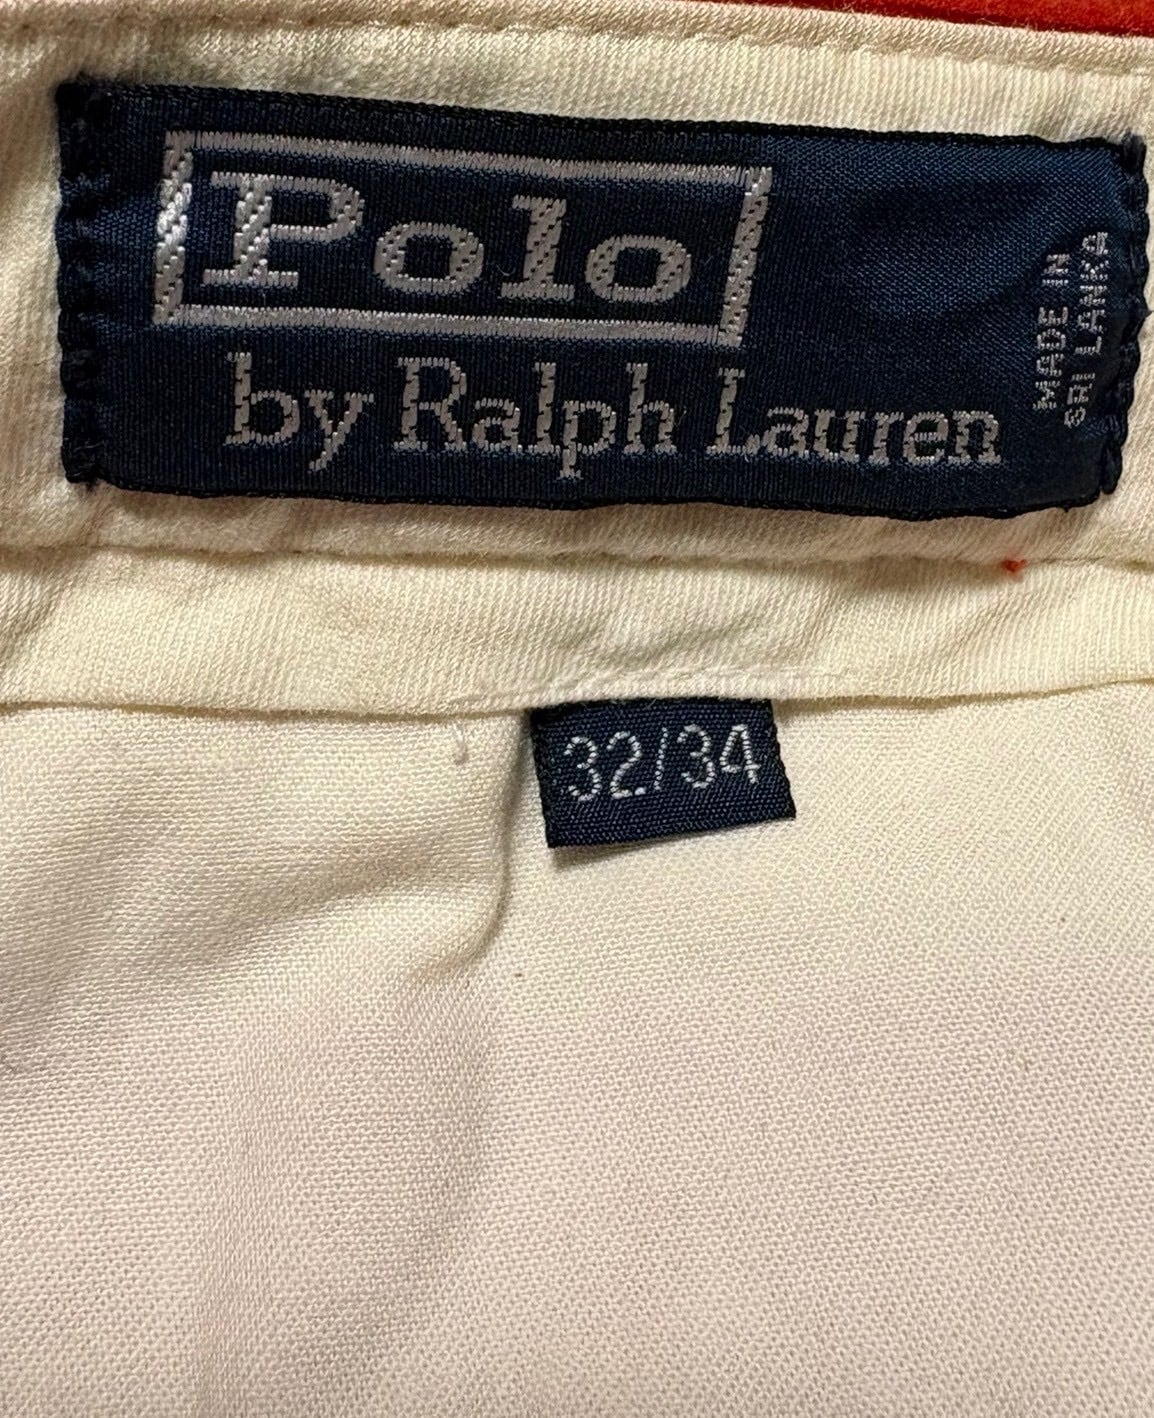 Polo
by Ralph Lauren
MADE IN
SRI LANKA
32/34